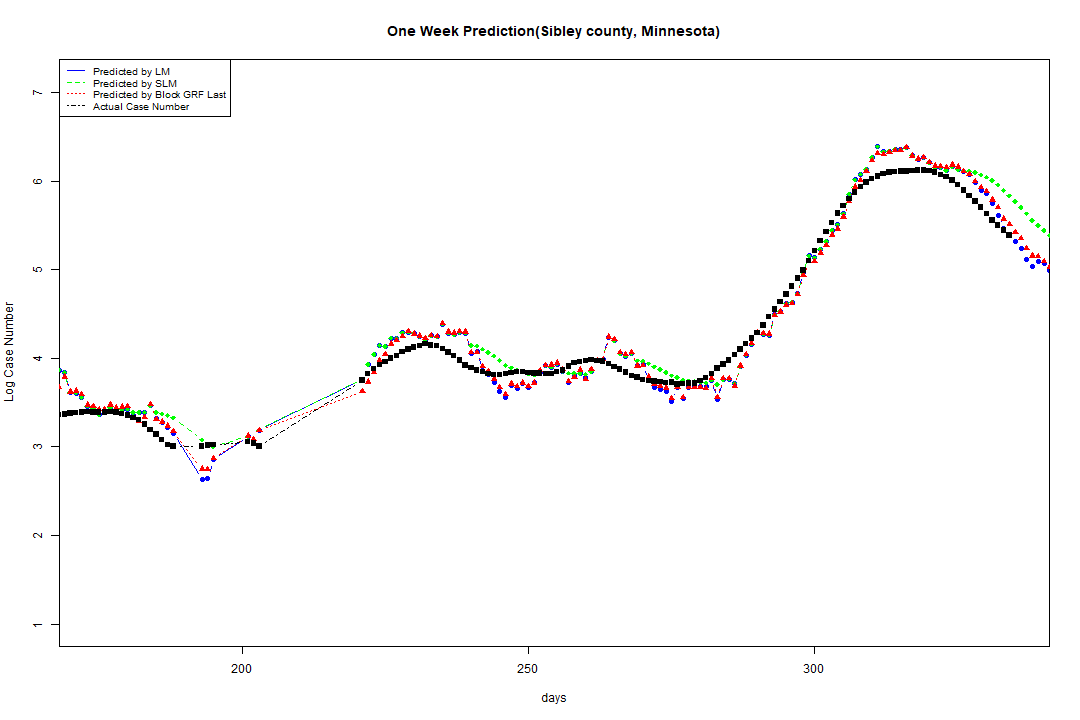 One Week Prediction(Sibley county, Minnesota)
Predicted by LM
Predicted by SLM
Predicted by Block GRF Last
Actual Case Number
7
6
5
4
3
2
1
Log Case Number
200 250 300
days